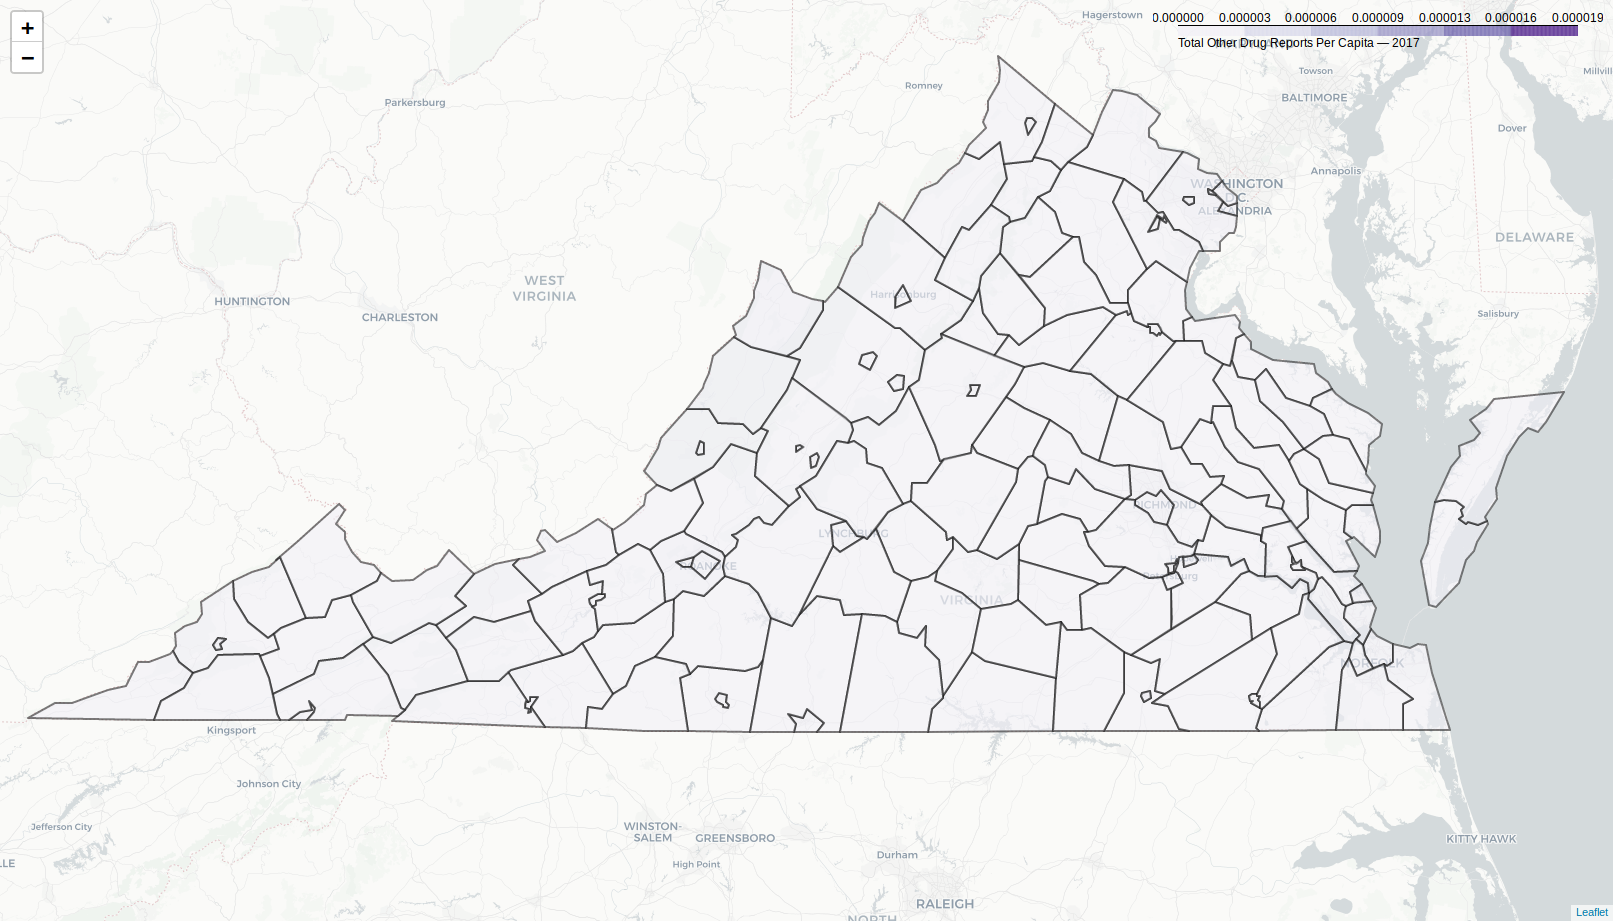 +
−
0.000000 0.000003 0.000006 0.000009 0.000013 0.000016 0.000019
Total Other Drug Reports Per Capita — 2017
Hagerstown
Towson
Millvill
Romney
BALTIMORE
Parkersburg
Dover
Annapolis
WASHINGTON
D.C.
ALEXANDRIA
DELAWARE
WEST
VIRGINIA
Harrisonburg
HUNTINGTON
CHARLESTON
Salisbury
RICHMOND
LYNCHBURG
ROANOKE
Petersburg
VIRGINIA
NORFOLK
Kingsport
Johnson City
Jefferson City
WINSTON-
SALEM
GREENSBORO
KITTY HAWK
High Point
Durham
LLE
RALEIGH
NORTH
Leaflet